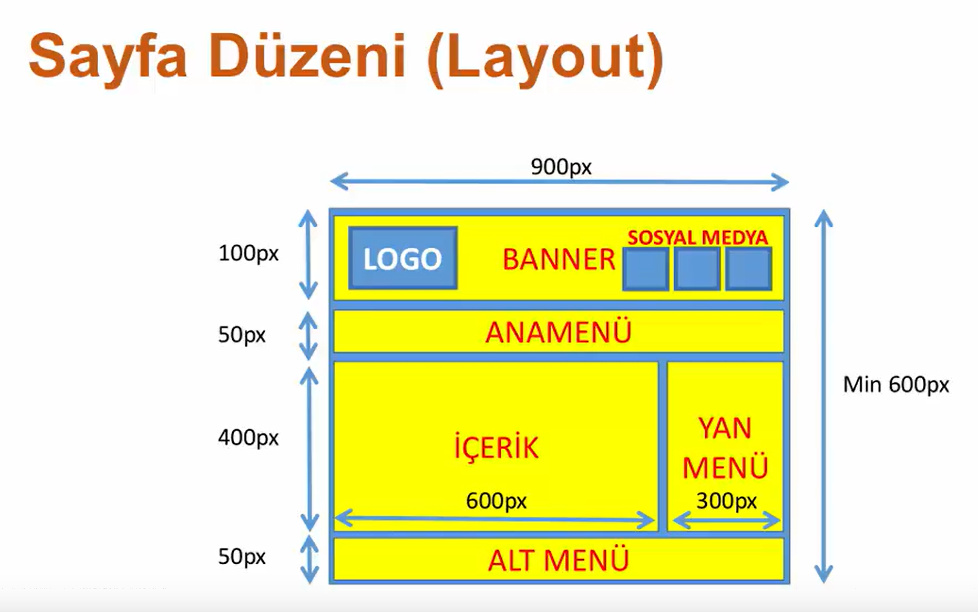 Sayfa Düzeni (Layout)
900px
100px
LOGO
BANNER
SOSYAL MEDYA
50px
ANAMENÜ
Min 600px
400px
İÇERİK
600px
YAN
MENÜ
300px
50px
ALT MENÜ